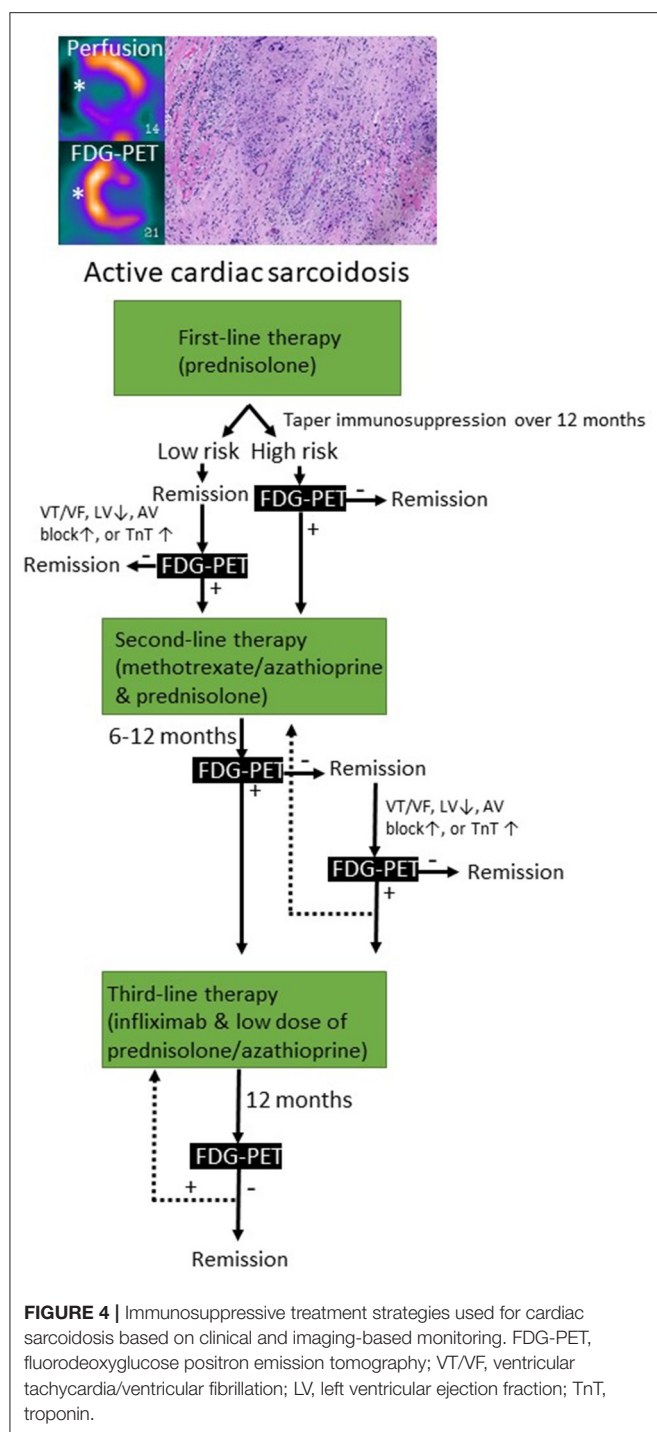 Perfusion
*
14
FDG-PET
*
21
Active cardiac sarcoidosis
First-line therapy
(prednisolone)
Taper immunosuppression over 12 months
Low risk High risk
Remission
FDG-PET - Remission
+
VT/VF, LV↓, AV
block↑, or TnT ↑
Remission - FDG-PET
+
Second-line therapy
(methotrexate/azathioprine
& prednisolone)
6-12 months
FDG-PET - Remission
+
VT/VF, LV↓, AV
block↑, or TnT ↑
FDG-PET - Remission
+
Third-line therapy
(infliximab & low dose of
prednisolone/azathioprine)
12 months
FDG-PET
+ -
Remission
FIGURE 4 | Immunosuppressive treatment strategies used for cardiac
sarcoidosis based on clinical and imaging-based monitoring. FDG-PET,
fluorodeoxyglucose positron emission tomography; VT/VF, ventricular
tachycardia/ventricular fibrillation; LV, left ventricular ejection fraction; TnT,
troponin.